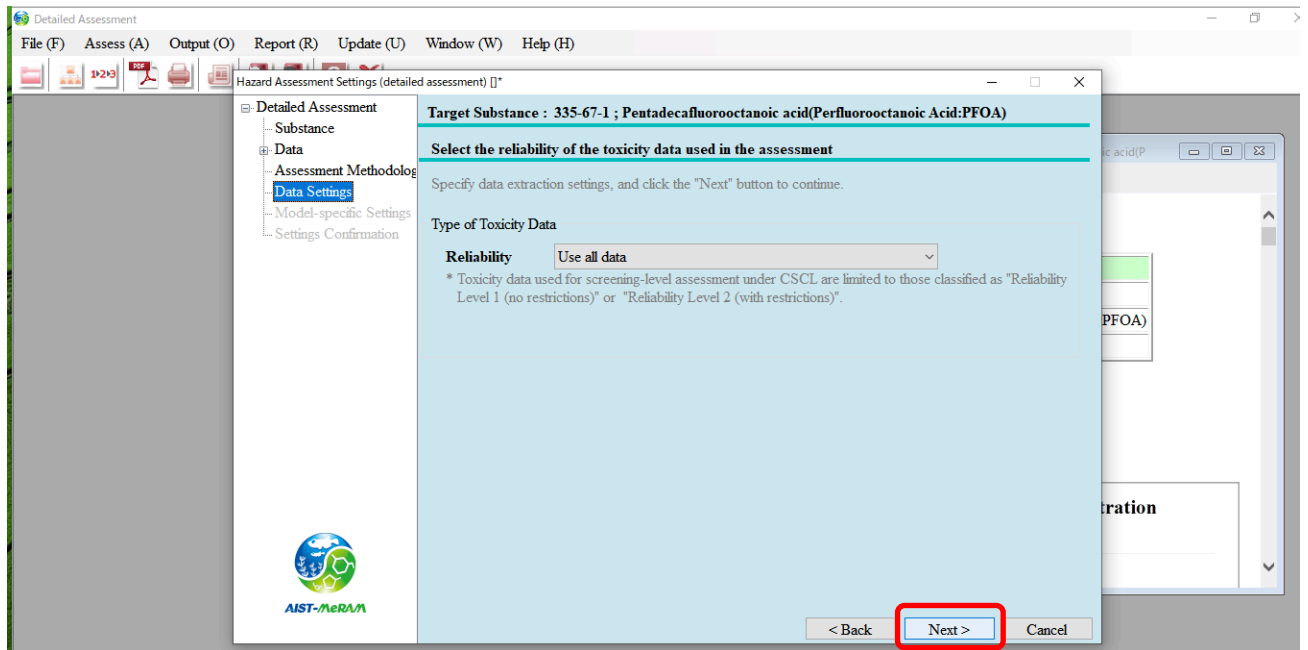 Detailed Assessment
File (F) Assess (A) Output (O) Report (R) Update (U) Window (W) Help (H)
1▸2▸3 PDF
Hazard Assessment Settings (detailed assessment) []*
Detailed Assessment
Substance
Data
Assessment Methodolog
Data Settings
Model-specific Settings
Settings Confirmation
AIST-MeRAM
Target Substance : 335-67-1 ; Pentadecafluorooctanoic acid(Perfluorooctanoic Acid:PFOA)
Select the reliability of the toxicity data used in the assessment
Specify data extraction settings, and click the "Next" button to continue.
Type of Toxicity Data
Reliability Use all data
* Toxicity data used for screening-level assessment under CSCL are limited to those classified as "Reliability
Level 1 (no restrictions)" or "Reliability Level 2 (with restrictions)".
< Back Next > Cancel
ic acid(P
PFOA)
tration